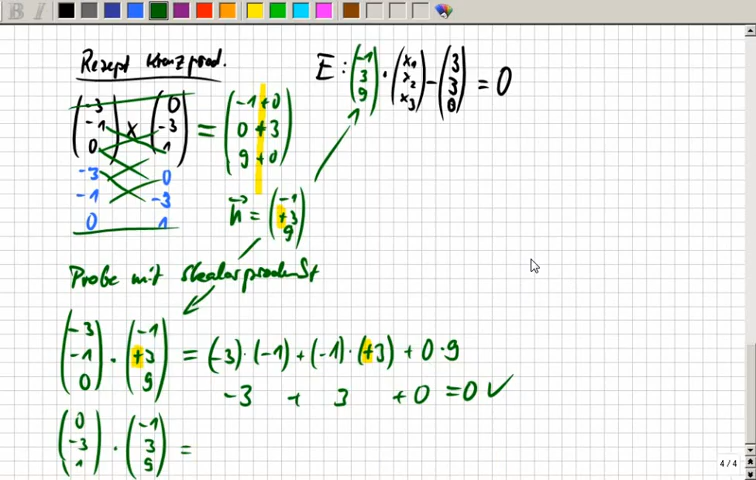 B I
Rezept Kreuzprod.
(-3 -1 0) x (0 -3 1) = (-1+0 0+3 9+0)
-3 0
-1 -3
0 1
E: (-1 3 9) · (x₁ x₂ x₃) - (3 3 0) = 0
n = (-1 +3 9)
Probe mit Skalarprodukt
(-3 -1 0) · (-1 +3 9) = (-3)·(-1) + (-1)·(+3) + 0·9
-3 + 3 + 0 = 0 ✓
(0 -3 1) · (-1 3 9) =
4 / 4